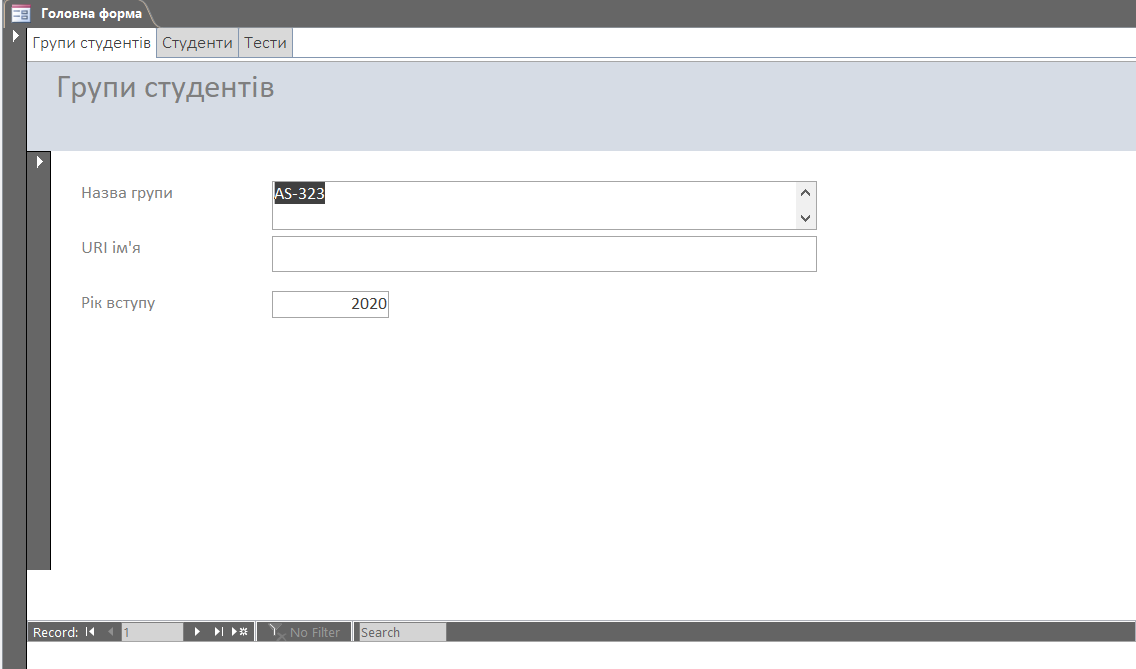 Головна форма
Групи студентів Студенти Тести
Групи студентів
Назва групи AS-323
URI ім'я
Рік вступу 2020
Record: 1 No Filter Search